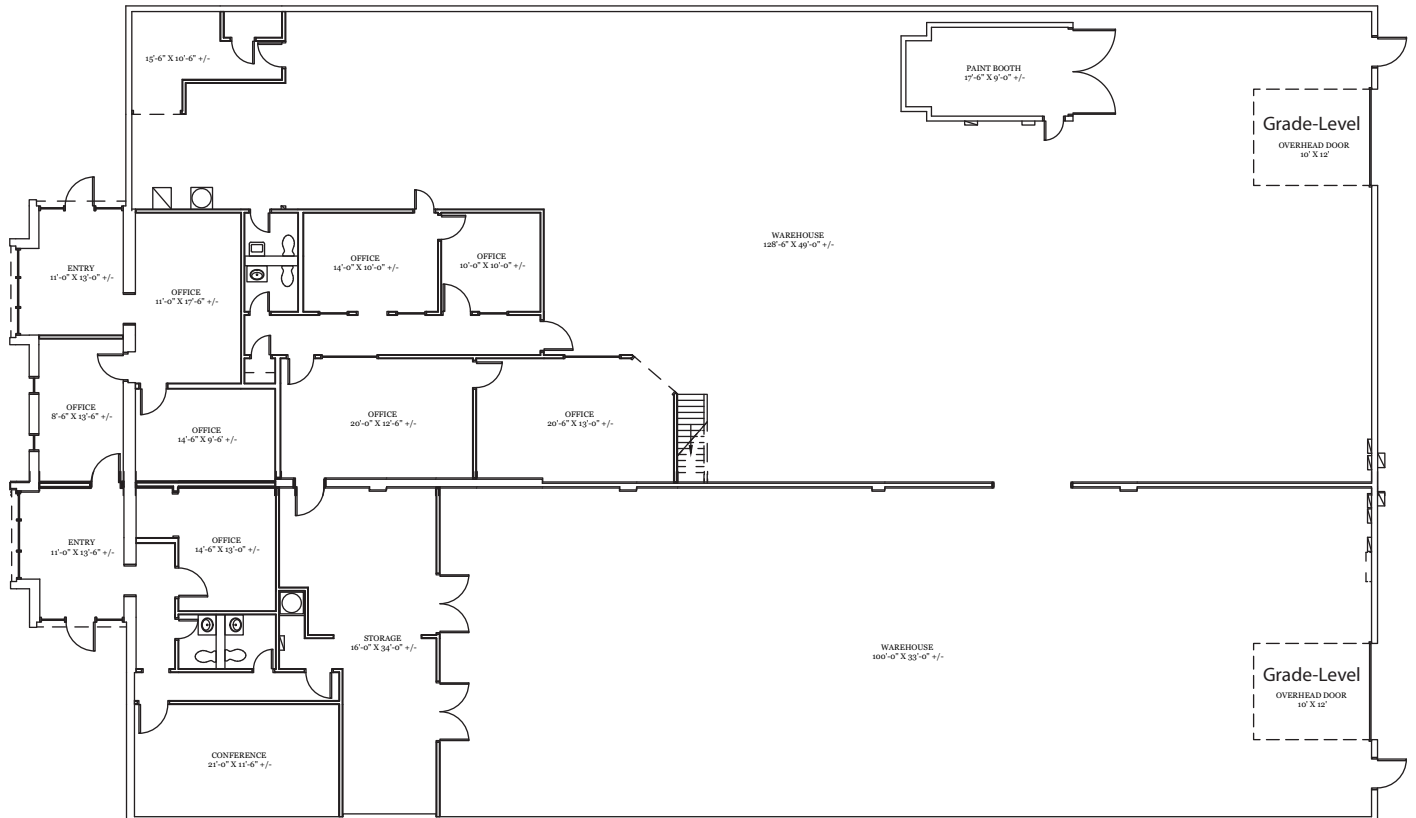 15'-6" X 10'-6" +/-
PAINT BOOTH
17'-6" X 9'-0" +/-
Grade-Level
OVERHEAD DOOR
10' X 12'
WAREHOUSE
128'-6" X 49'-0" +/-
ENTRY
11'-0" X 13'-0" +/-
OFFICE
11'-0" X 17'-6" +/-
OFFICE
14'-0" X 10'-0" +/-
OFFICE
10'-0" X 10'-0" +/-
OFFICE
8'-6" X 13'-6" +/-
OFFICE
14'-6" X 9'-6' +/-
OFFICE
20'-0" X 12'-6" +/-
OFFICE
20'-6" X 13'-0" +/-
ENTRY
11'-0" X 13'-6" +/-
OFFICE
14'-6" X 13'-0" +/-
STORAGE
16'-0" X 34'-0" +/-
WAREHOUSE
100'-0" X 33'-0" +/-
Grade-Level
OVERHEAD DOOR
10' X 12'
CONFERENCE
21'-0" X 11'-6" +/-